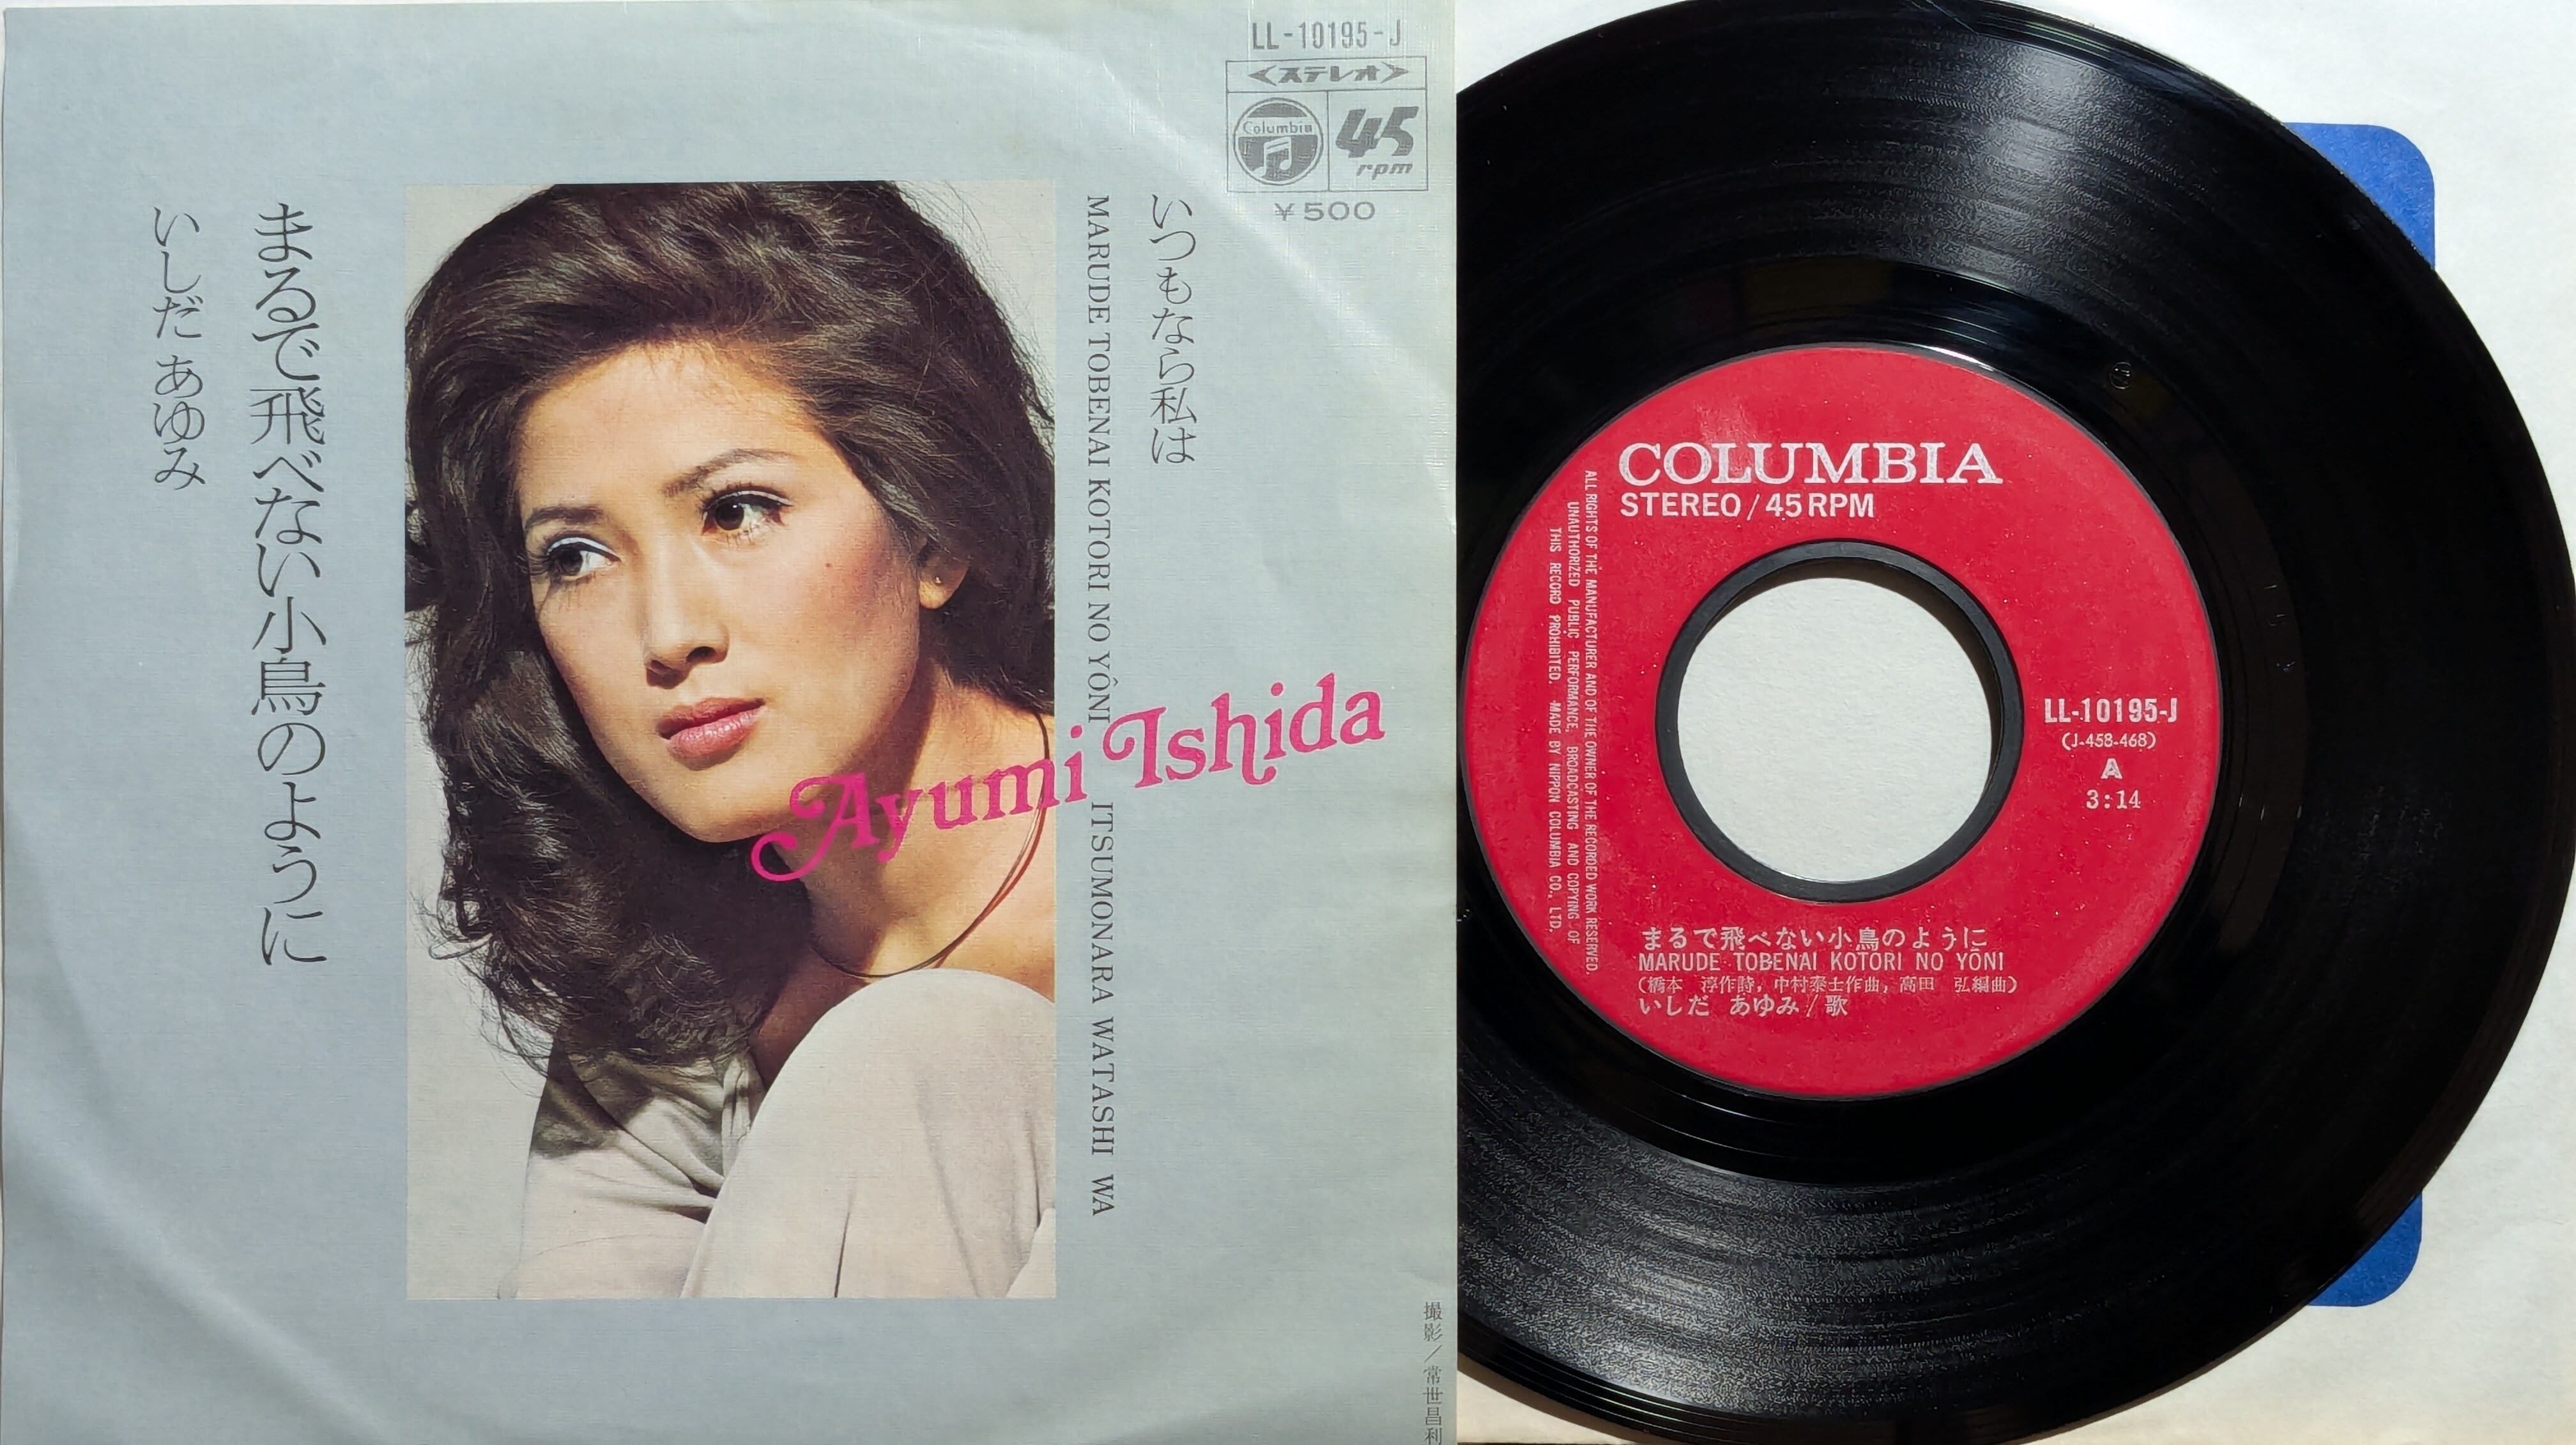 LL-10195-J
<ステレオ>
Columbia
45
rpm
¥500
いつもなら私は
MARUDE TOBENAI KOTORI NO YÔNI ITSUMONARA WATASHI WA
まるで飛べない小鳥のように
いしだ あゆみ
Ayumi Ishida
撮影/常世昌利
COLUMBIA
STEREO / 45 RPM
ALL RIGHTS OF THE MANUFACTURER AND OF THE OWNER OF THE RECORDED WORK RESERVED.
UNAUTHORIZED PUBLIC PERFORMANCE, BROADCASTING AND COPYING OF
THIS RECORD PROHIBITED. MADE BY NIPPON COLUMBIA CO., LTD.
LL-10195-J
(J-458-468)
A
3:14
まるで飛べない小鳥のように
MARUDE TOBENAI KOTORI NO YŌNI
(橋本 淳作詩, 中村泰士作曲, 高田 弘編曲)
いしだ あゆみ/歌